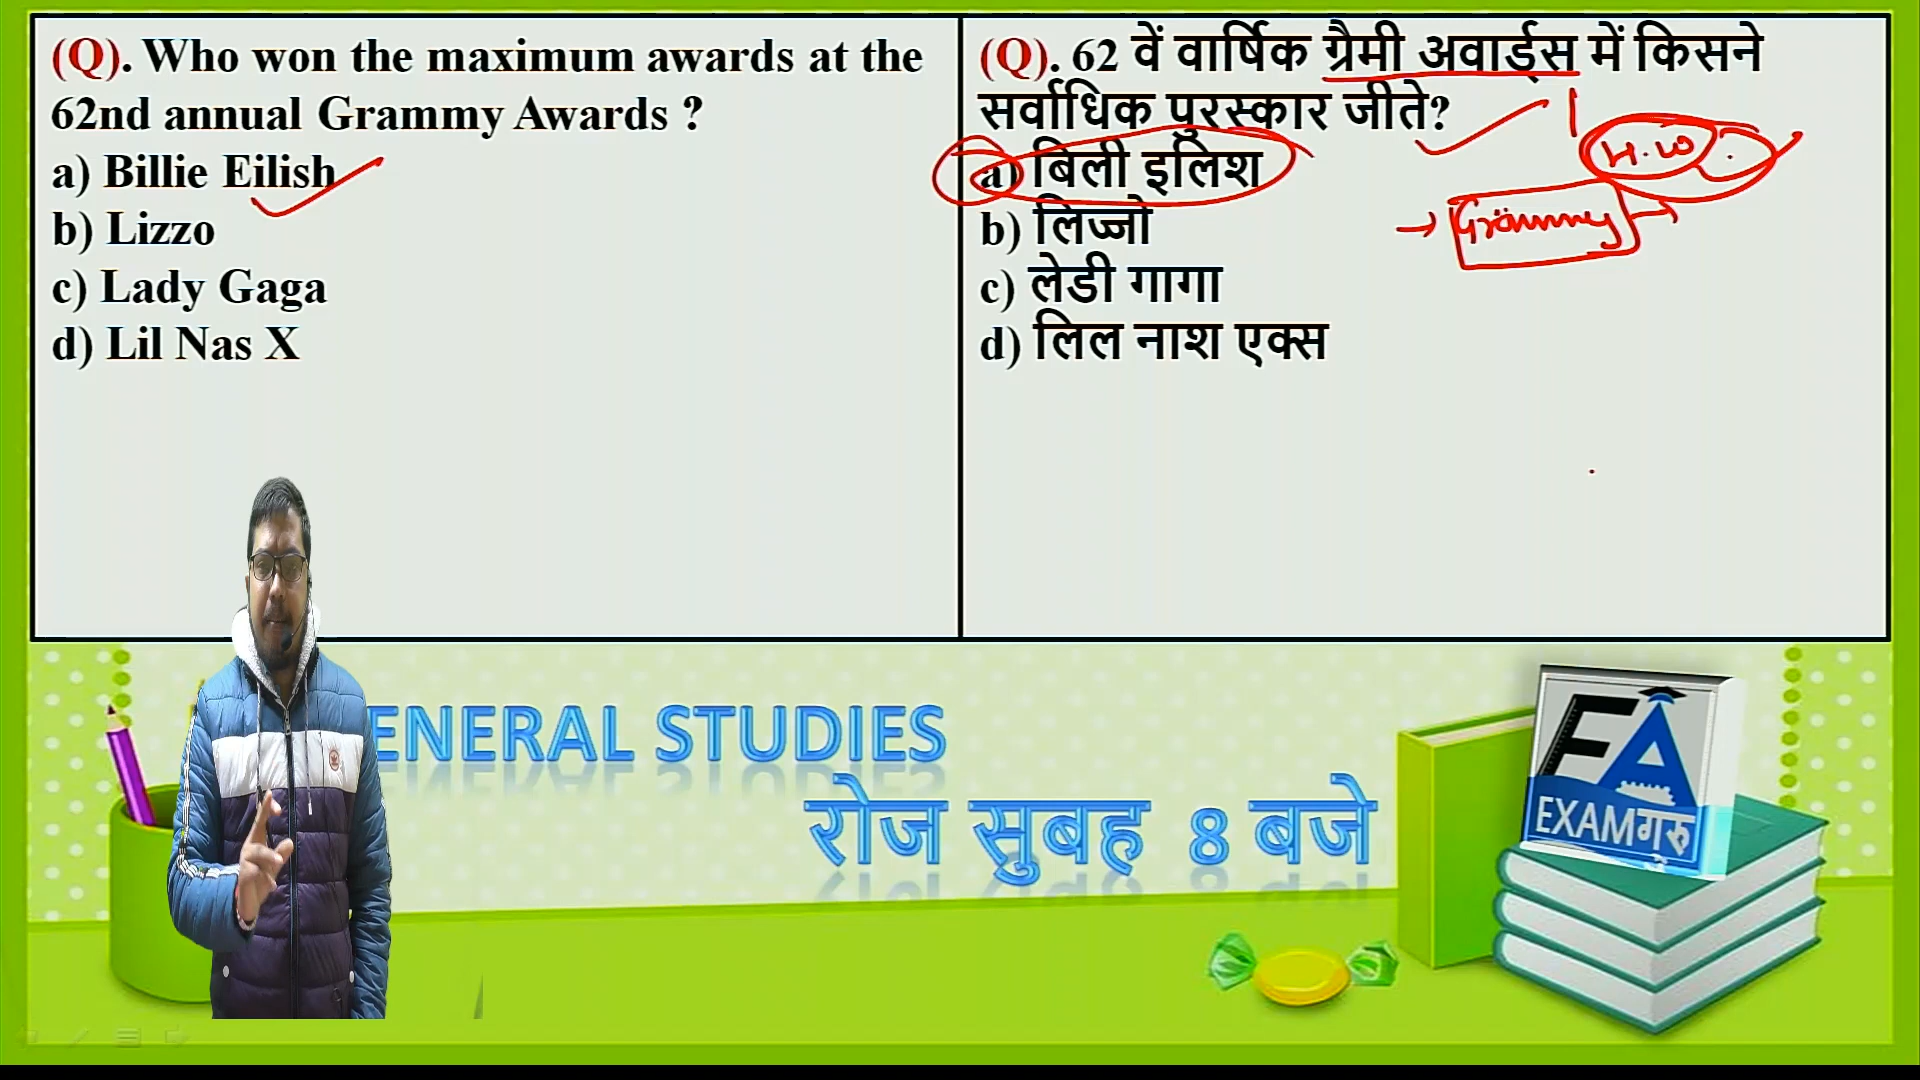 (Q). Who won the maximum awards at the
62nd annual Grammy Awards ?
a) Billie Eilish
b) Lizzo
c) Lady Gaga
d) Lil Nas X
(Q). 62 वें वार्षिक ग्रैमी अवार्ड्स में किसने
सर्वाधिक पुरस्कार जीते?
a) बिली इलिश
b) लिज्जो
c) लेडी गागा
d) लिल नाश एक्स
H.W
Grammy
ENERAL STUDIES
रोज सुबह 8 बजे
FA
EXAMगुरु